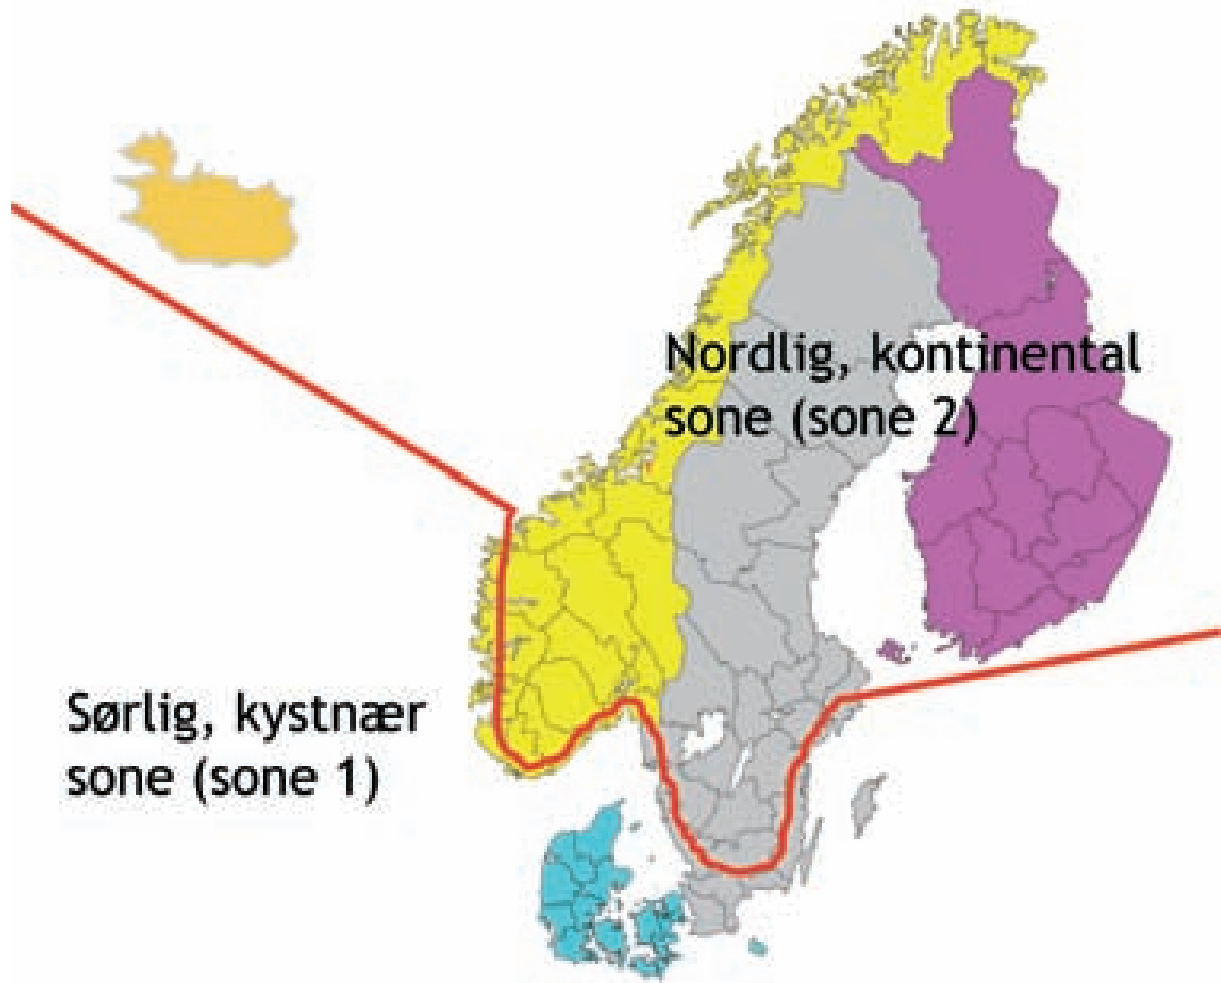 Nordlig, kontinental
sone (sone 2)
Sørlig, kystnær
sone (sone 1)